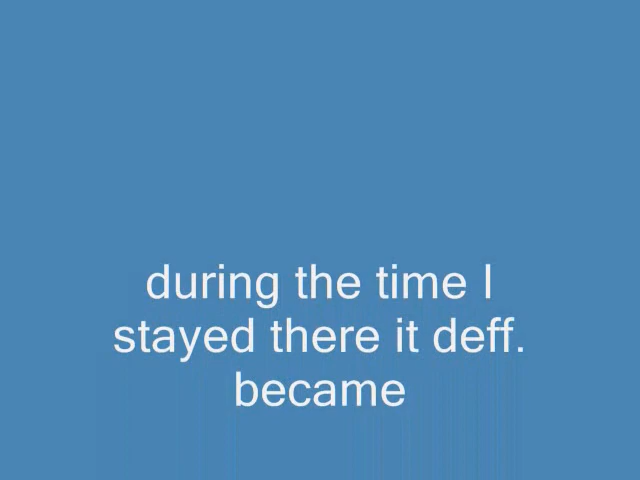 during the time I
stayed there it deff.
became